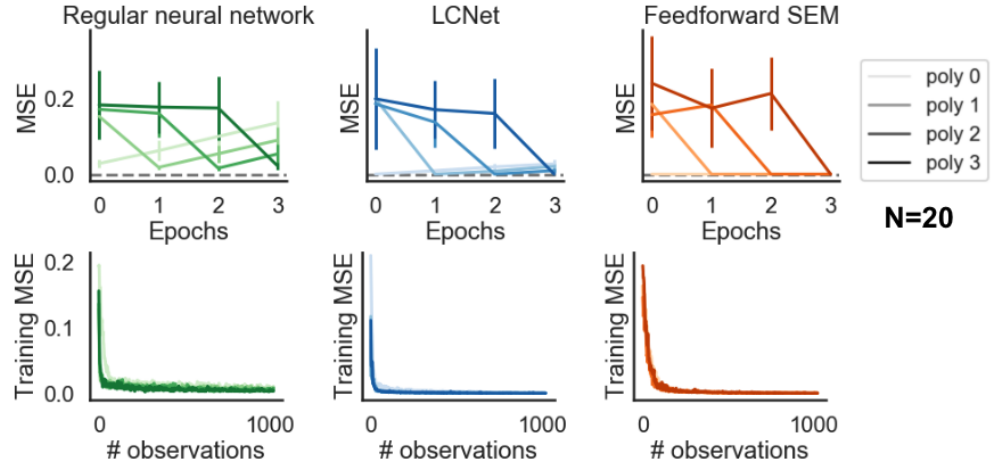 Regular neural network
LCNet
Feedforward SEM
MSE
0.2
0.0
0 1 2 3
Epochs
MSE
0 1 2 3
Epochs
MSE
0 1 2 3
Epochs
poly 0
poly 1
poly 2
poly 3
N=20
Training MSE
0.2
0.1
0.0
0 1000
# observations
Training MSE
0 1000
# observations
Training MSE
0 1000
# observations